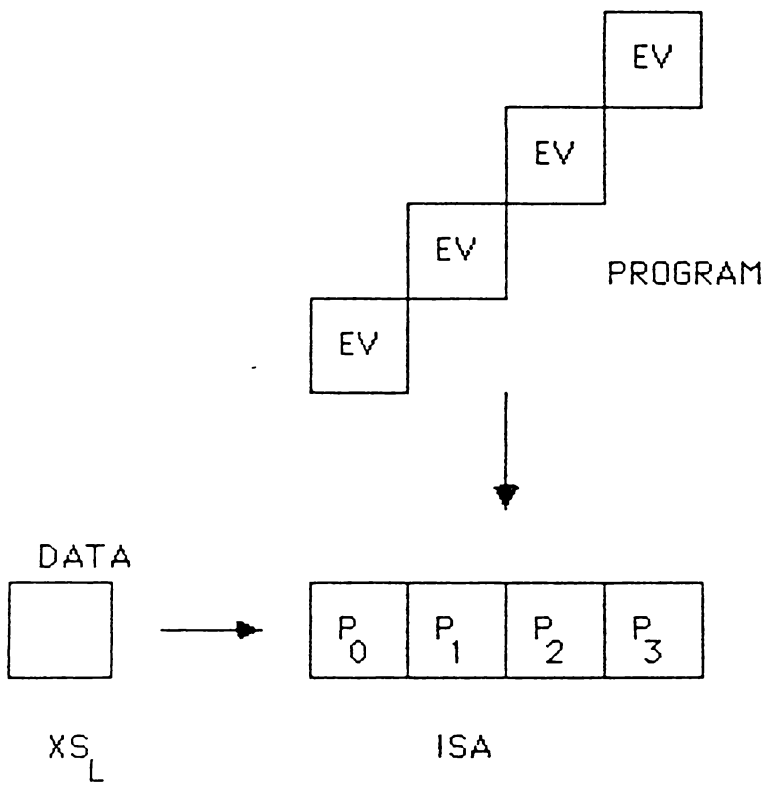 EV
EV
EV
PROGRAM
EV
DATA
P0 P1 P2 P3
XSL ISA